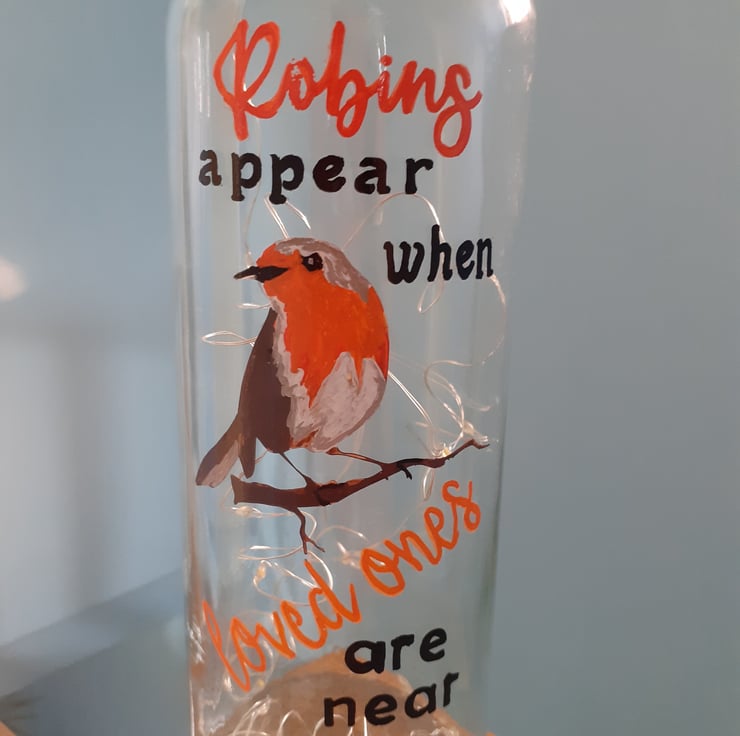 Robins
appear
when
loved ones
are
near